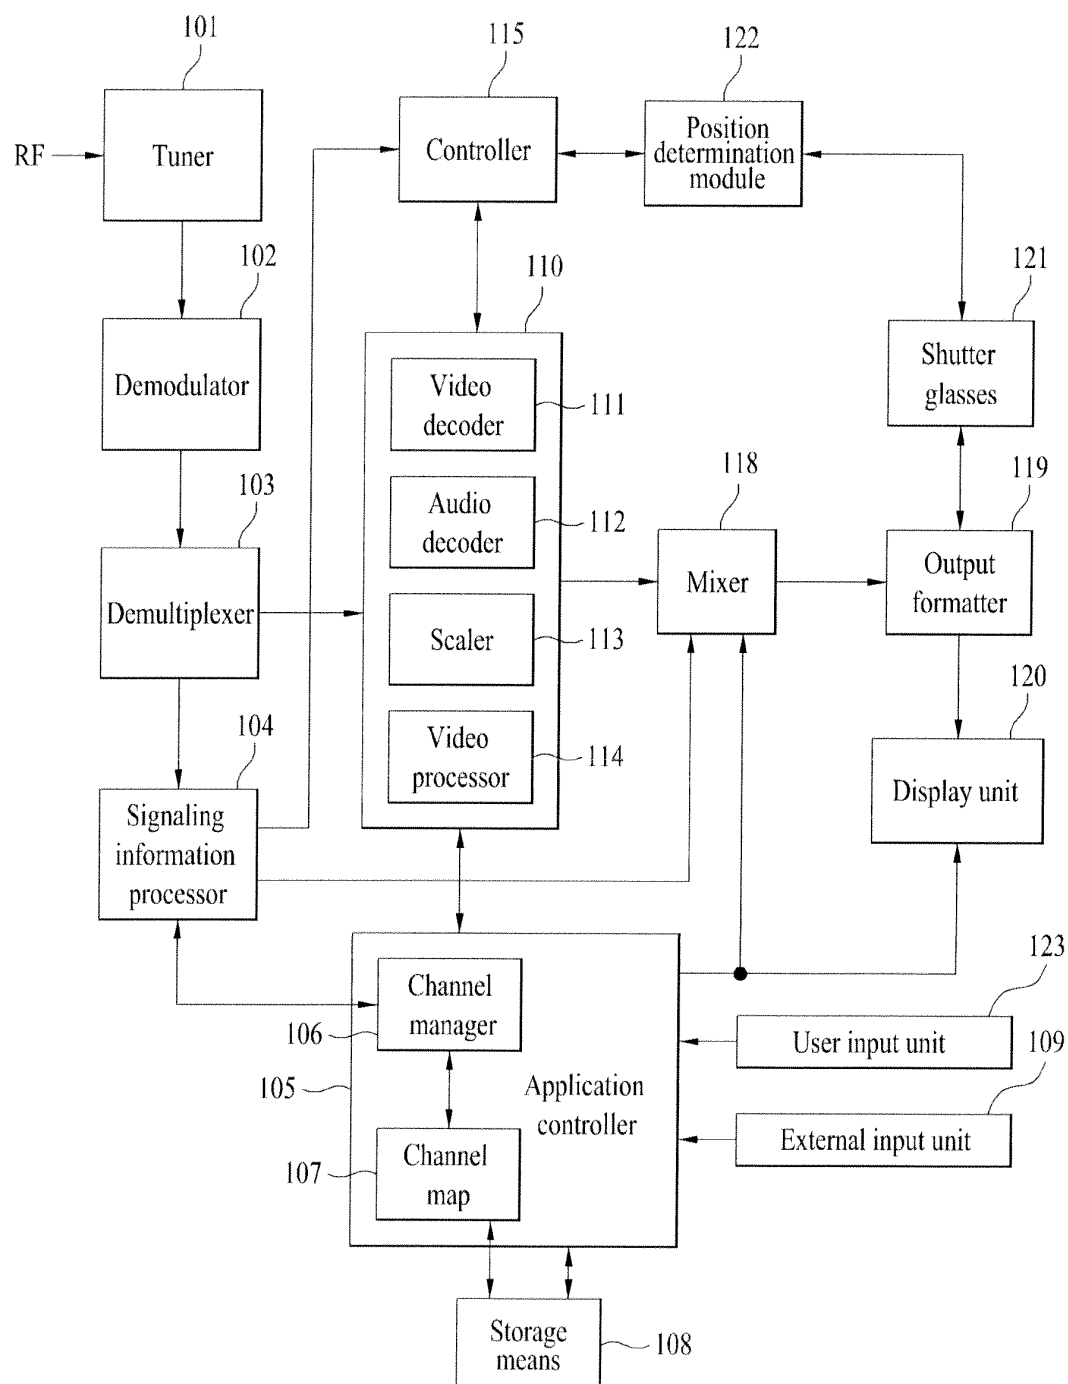 101
115
122
RF
Tuner
Controller
Position
determination
module
102
110
121
Demodulator
Video
decoder
111
Shutter
glasses
103
118
119
Audio
decoder
112
Demultiplexer
Mixer
Output
formatter
Scaler
113
120
104
Video
processor
114
Display unit
Signaling
information
processor
123
Channel
manager
106
User input unit
109
105
Application
controller
External input unit
107
Channel
map
Storage
means
108